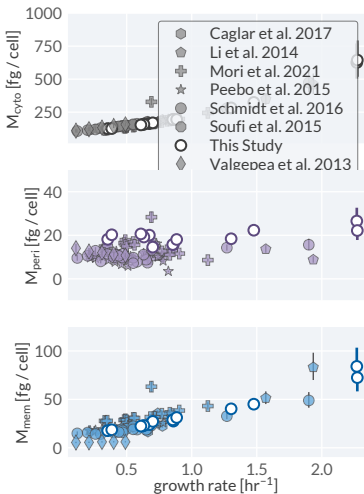 1000
750
500
250
M_cyto [fg / cell]
Caglar et al. 2017
Li et al. 2014
Mori et al. 2021
Peebo et al. 2015
Schmidt et al. 2016
Soufi et al. 2015
This Study
Valgepea et al. 2013
40
20
0
M_peri [fg / cell]
100
50
0
M_mem [fg / cell]
0.5 1.0 1.5 2.0
growth rate [hr⁻¹]